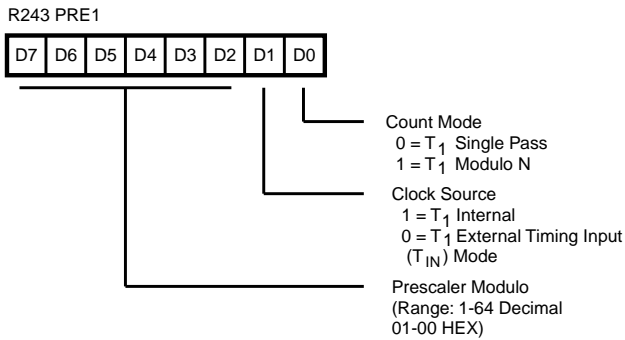 R243 PRE1
D7 D6 D5 D4 D3 D2 D1 D0
Count Mode
0 = T1 Single Pass
1 = T1 Modulo N
Clock Source
1 = T1 Internal
0 = T1 External Timing Input
(TIN) Mode
Prescaler Modulo
(Range: 1-64 Decimal
01-00 HEX)